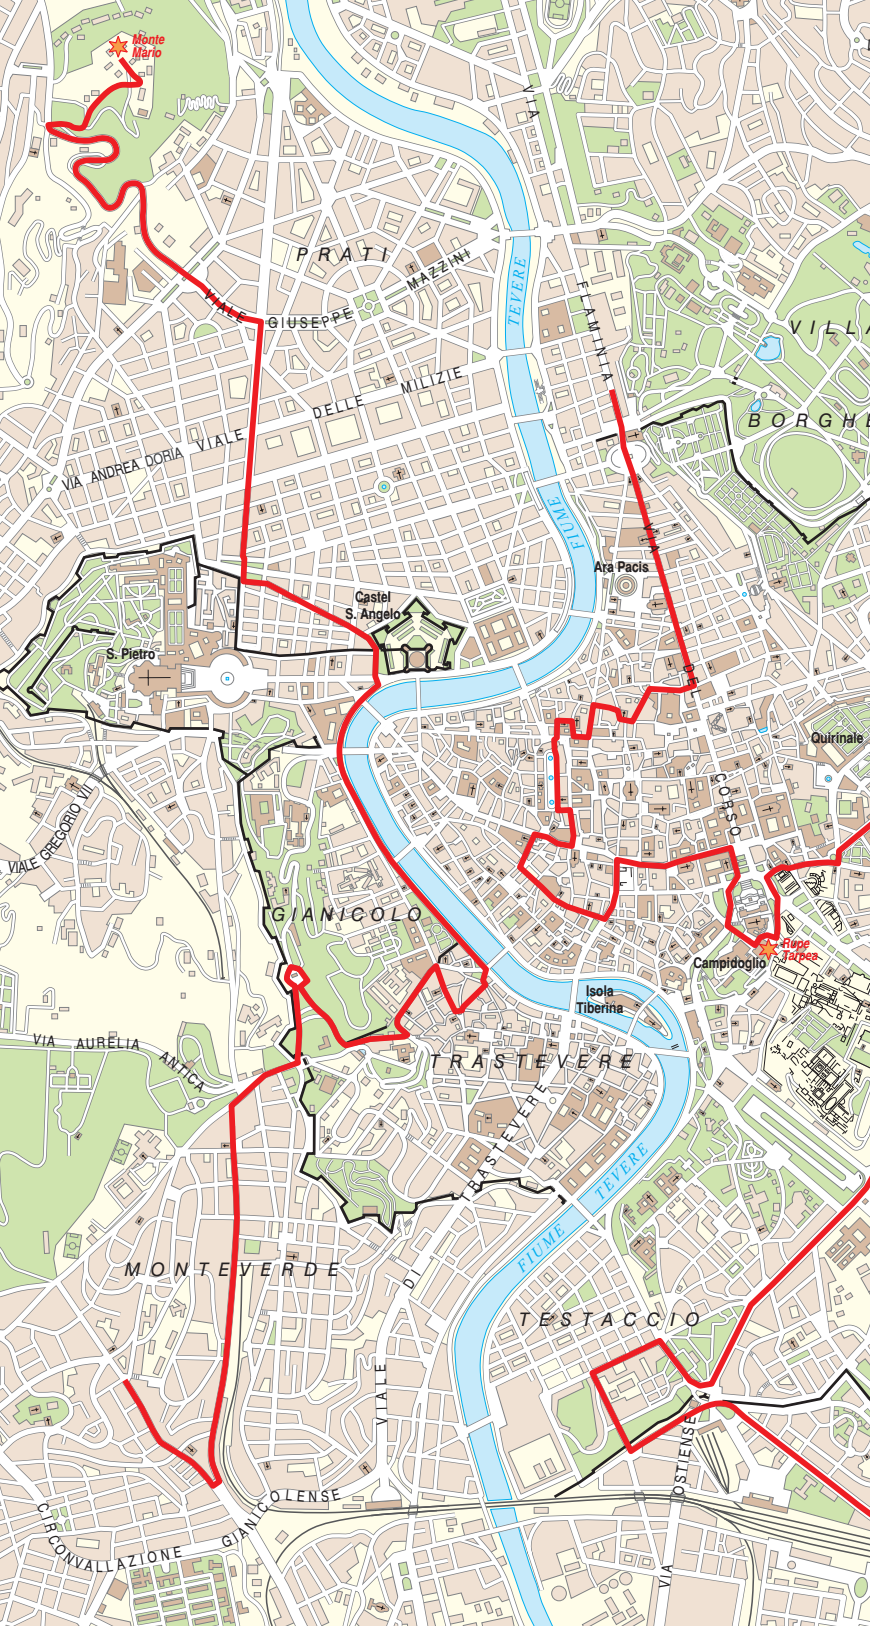 Monte
Mario
VIA
PRATI
MAZZINI
TEVERE
VIALE
GIUSEPPE
FLAMINIA
VILLA
DELLE MILIZIE
BORGHE
VIA ANDREA DORIA
VIALE
FIUME
VIA
Ara Pacis
Castel
S. Angelo
S. Pietro
DEL
Quirinale
CORSO
VIALE GREGORIO VII
GIANICOLO
Rupe
Tarpea
Campidoglio
Isola
Tiberina
VIA AURELIA
ANTICA
TRASTEVERE
TRASTEVERE
TEVERE
FIUME
MONTEVERDE
DI
TESTACCIO
VIALE
OSTIENSE
GIANICOLENSE
CIRCONVALLAZIONE
VIA